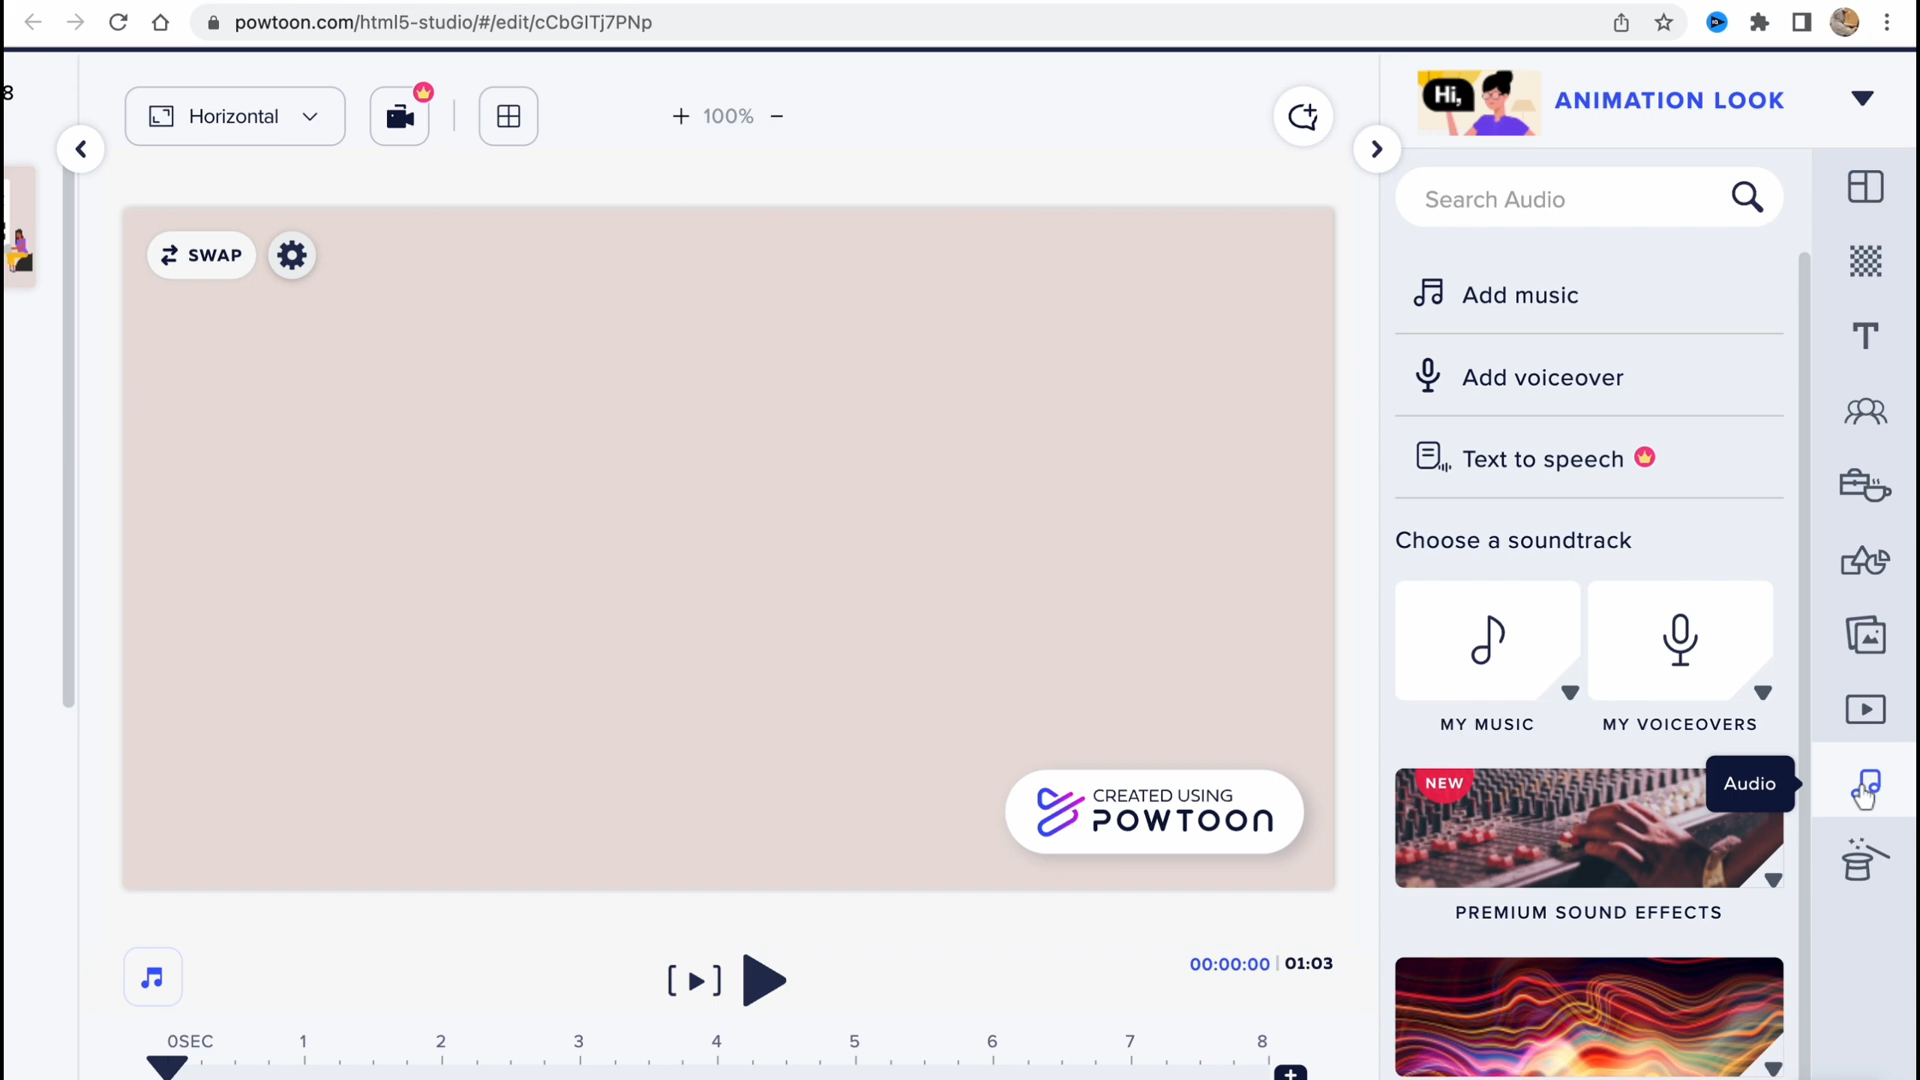 powtoon.com/html5-studio/#/edit/cCbGITj7PNp
8
Horizontal
100%
Hi,
ANIMATION LOOK
SWAP
Search Audio
Add music
Add voiceover
Text to speech
Choose a soundtrack
MY MUSIC
MY VOICEOVERS
NEW
Audio
PREMIUM SOUND EFFECTS
CREATED USING
POWTOON
00:00:00 | 01:03
0SEC 1 2 3 4 5 6 7 8